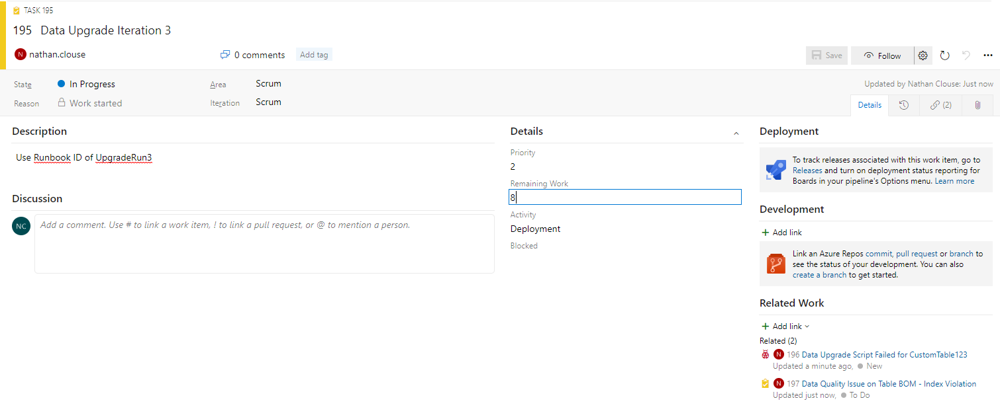 TASK 195
195 Data Upgrade Iteration 3
N nathan.clouse
0 comments
Add tag
Save
Follow
State
In Progress
Area
Scrum
Updated by Nathan Clouse: Just now
Reason
Work started
Iteration
Scrum
Details
(2)
Description
Use Runbook ID of UpgradeRun3
Discussion
NC
Add a comment. Use # to link a work item, ! to link a pull request, or @ to mention a person.
Details
Priority
2
Remaining Work
8
Activity
Deployment
Blocked
Deployment
To track releases associated with this work item, go to
Releases and turn on deployment status reporting for
Boards in your pipeline's Options menu. Learn more
Development
+ Add link
Link an Azure Repos commit, pull request or branch to
see the status of your development. You can also
create a branch to get started.
Related Work
+ Add link
Related (2)
N 196 Data Upgrade Script Failed for CustomTable123
Updated a minute ago, New
N 197 Data Quality Issue on Table BOM - Index Violation
Updated just now, To Do